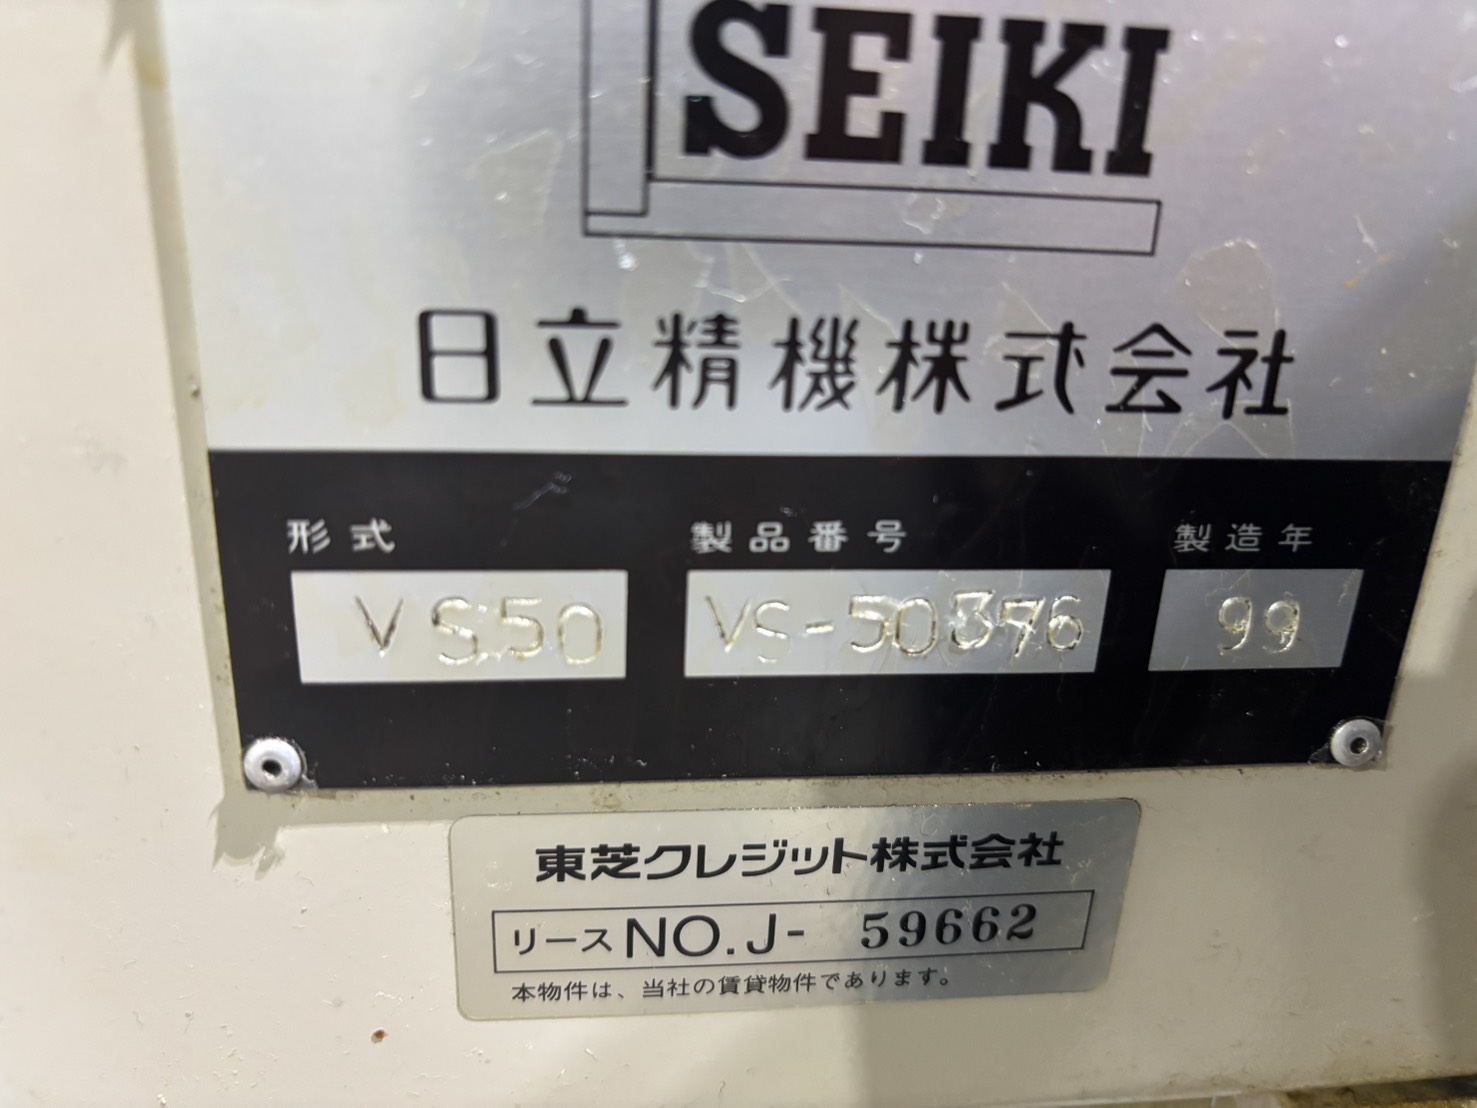 SEIKI
日立精機株式会社
形式 製品番号 製造年
VS50 VS-50376 99
東芝クレジット株式会社
リースNO.J- 59662
本物件は、当社の賃貸物件であります。